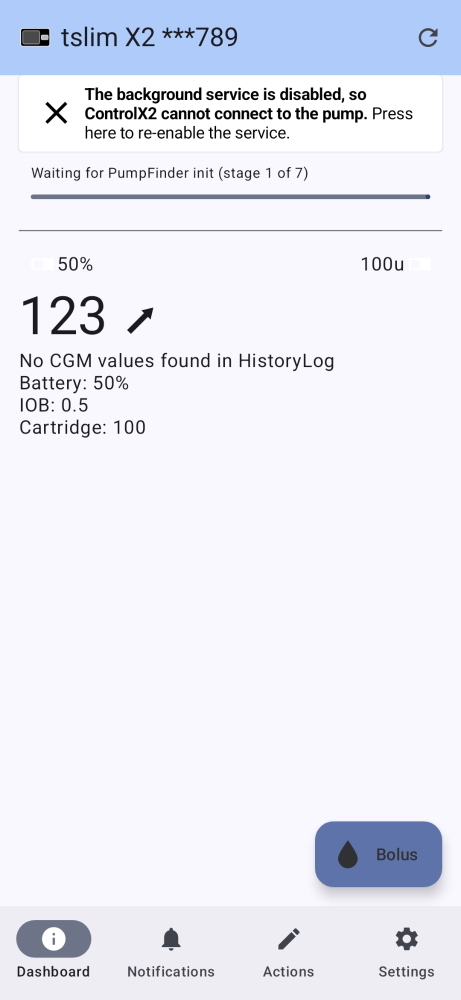 tslim X2 ***789
The background service is disabled, so
ControlX2 cannot connect to the pump. Press
here to re-enable the service.
Waiting for PumpFinder init (stage 1 of 7)
50% 100u
123
No CGM values found in HistoryLog
Battery: 50%
IOB: 0.5
Cartridge: 100
Bolus
Dashboard Notifications Actions Settings